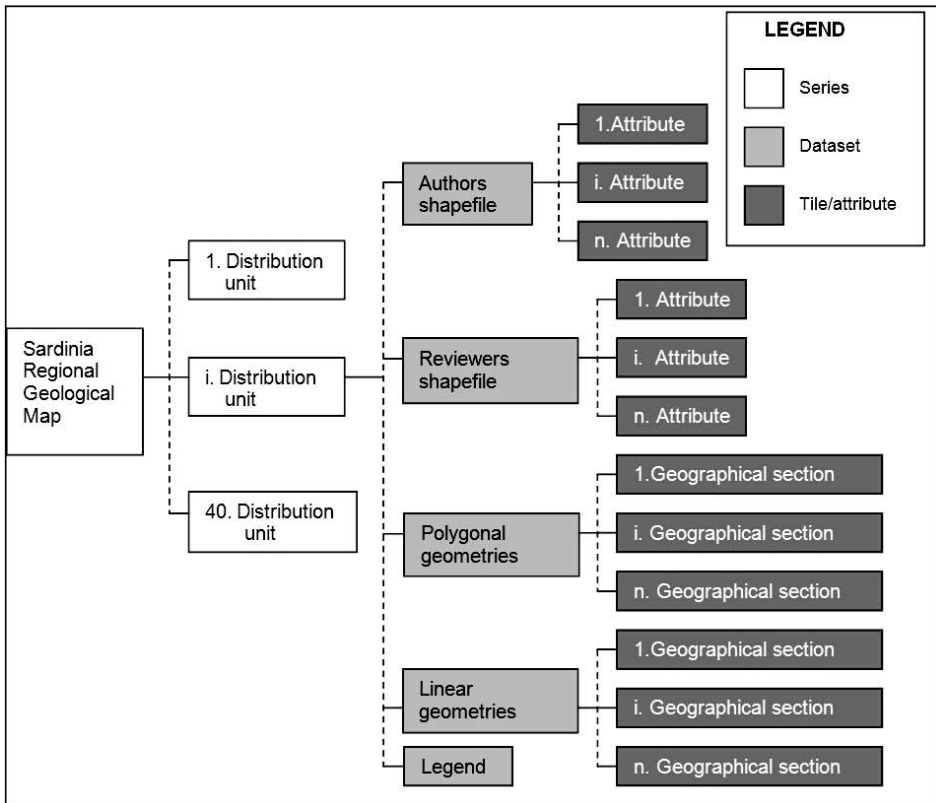 LEGEND
Series
Dataset
Tile/attribute
Sardinia
Regional
Geological
Map
1. Distribution
unit
i. Distribution
unit
40. Distribution
unit
Authors
shapefile
1.Attribute
i. Attribute
n. Attribute
Reviewers
shapefile
1. Attribute
i. Attribute
n. Attribute
Polygonal
geometries
1.Geographical section
i. Geographical section
n. Geographical section
Linear
geometries
1.Geographical section
i. Geographical section
n. Geographical section
Legend